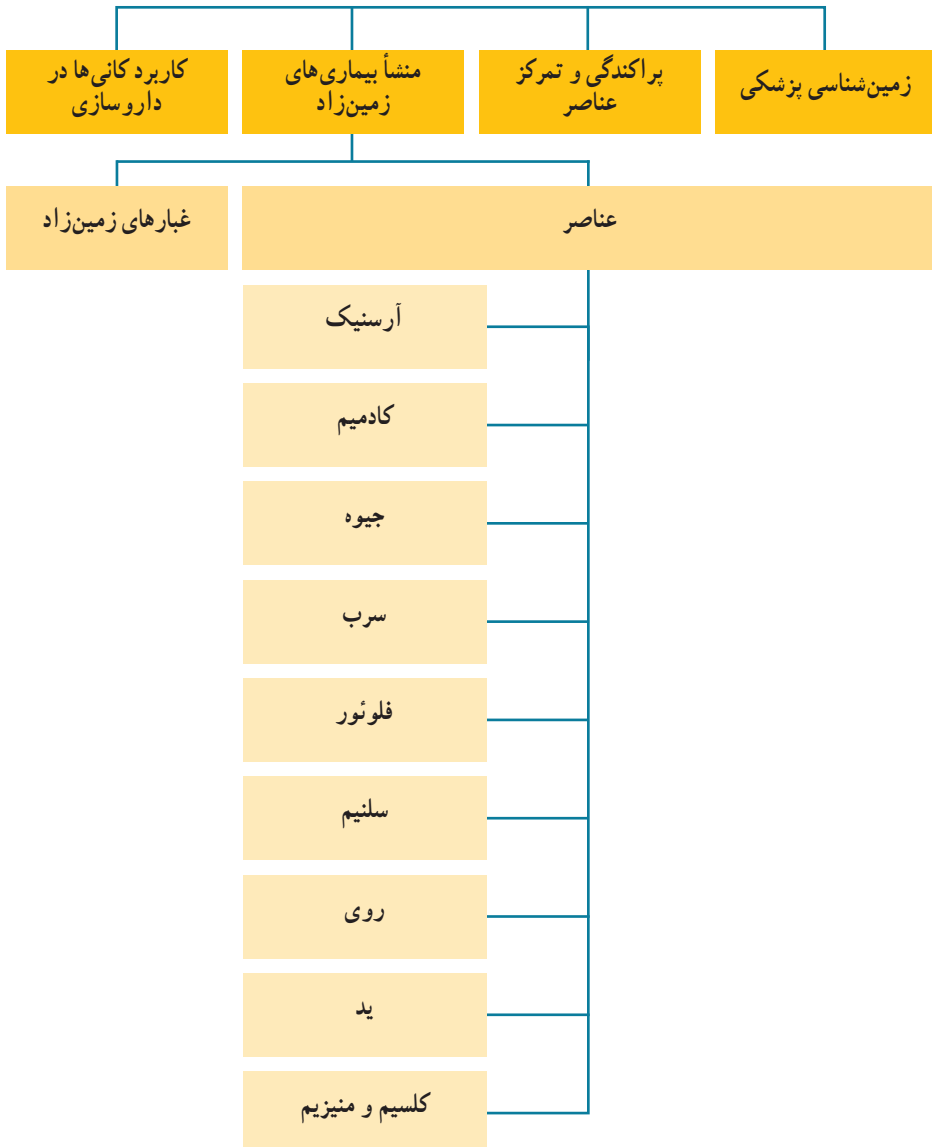 زمین‌شناسی پزشکی
پراکندگی و تمرکز
عناصر
منشأ بیماری‌های
زمین‌زاد
کاربرد کانی‌ها در
داروسازی
عناصر
غبارهای زمین‌زاد
آرسنیک
کادمیم
جیوه
سرب
فلوئور
سلنیم
روی
ید
کلسیم و منیزیم